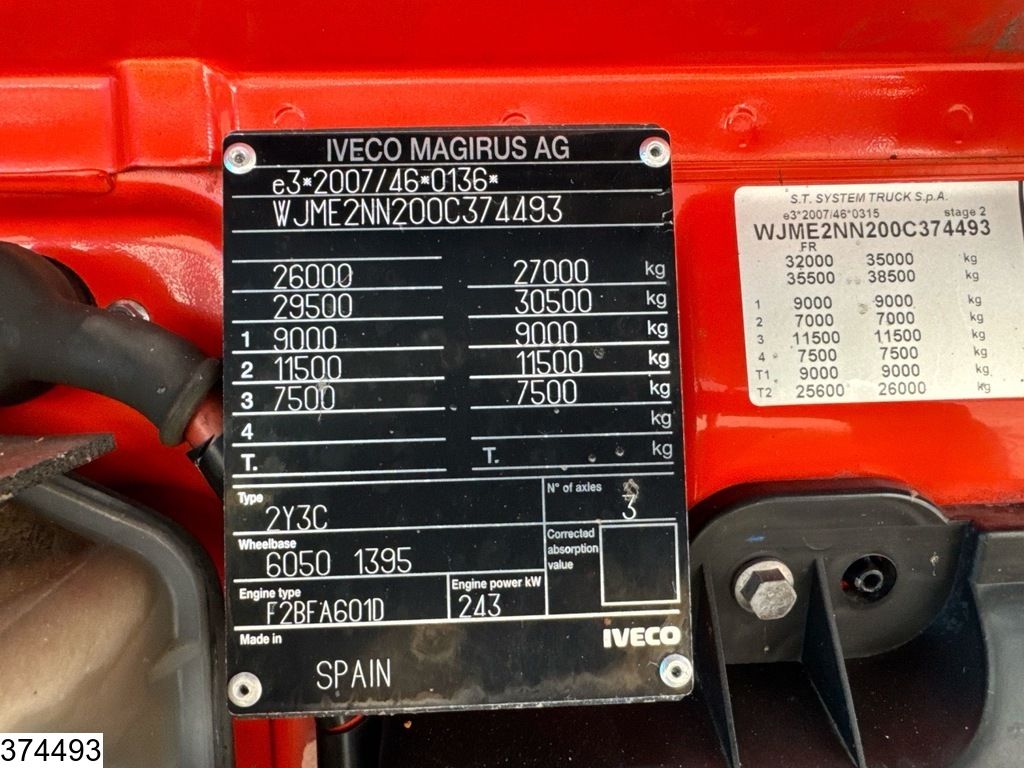 IVECO MAGIRUS AG
e3*2007/46*0136*
WJME2NN200C374493
26000 27000 kg
29500 30500 kg
1 9000 9000 kg
2 11500 11500 kg
3 7500 7500 kg
4 kg
T. T. kg
Type N° of axles
2Y3C 3
Wheelbase Corrected absorption value
6050 1395
Engine type Engine power kW
F2BFA601D 243
Made in IVECO
SPAIN
S.T. SYSTEM TRUCK S.p.A.
e3*2007/46*0315 stage 2
WJME2NN200C374493
FR
32000 35000 kg
35500 38500 kg
1 9000 9000 kg
2 7000 7000 kg
3 11500 11500 kg
4 7500 7500 kg
T1 9000 9000 kg
T2 25600 26000 kg
374493